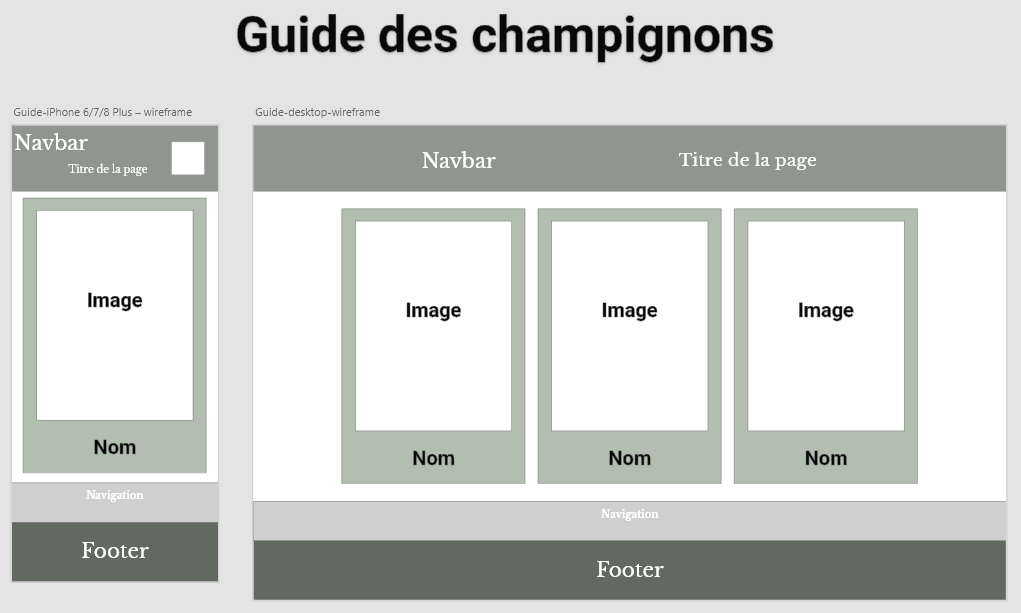 Guide des champignons
Guide-iPhone 6/7/8 Plus – wireframe
Navbar
Titre de la page
Image
Nom
Navigation
Footer
Guide-desktop-wireframe
Navbar Titre de la page
Image Image Image
Nom Nom Nom
Navigation
Footer